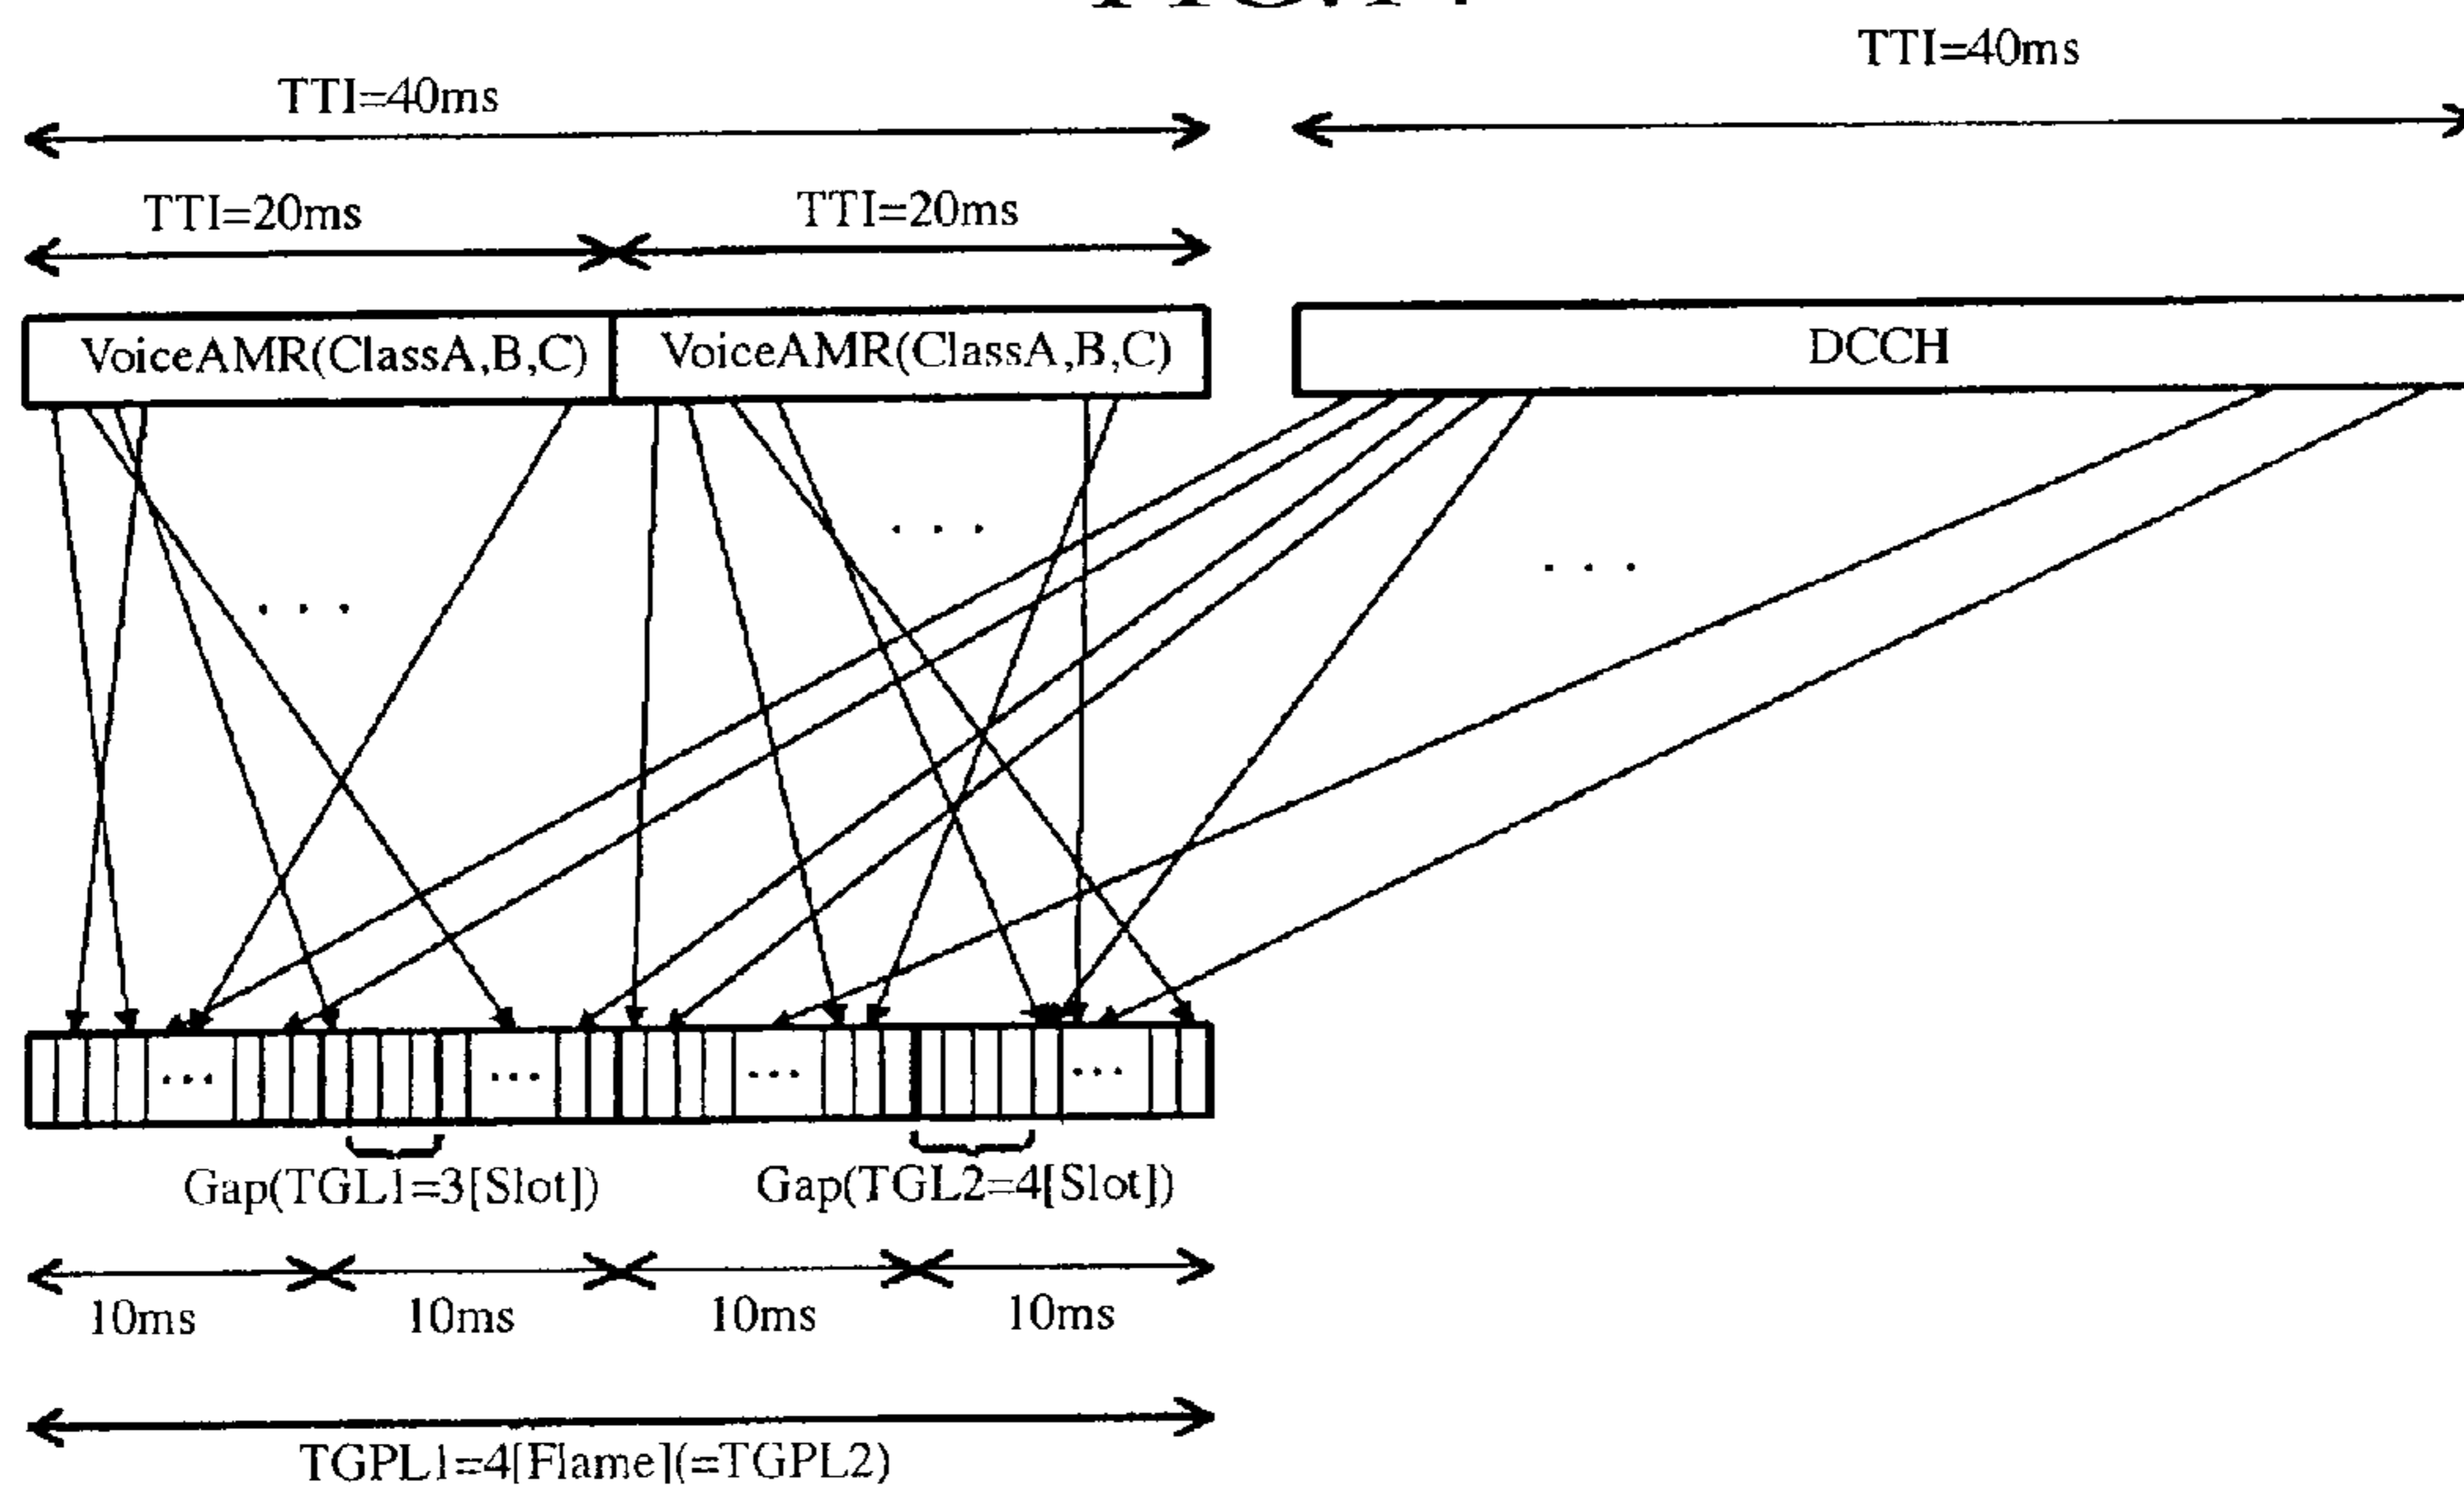 TTI=40ms
TTI=40ms
TTI=20ms
TTI=20ms
VoiceAMR(ClassA,B,C)
VoiceAMR(ClassA,B,C)
DCCH
. . .
. . .
. . .
...
...
...
...
Gap(TGL1=3[Slot])
Gap(TGL2=4[Slot])
10ms
10ms
10ms
10ms
TGPL1=4[Flame](=TGPL2)